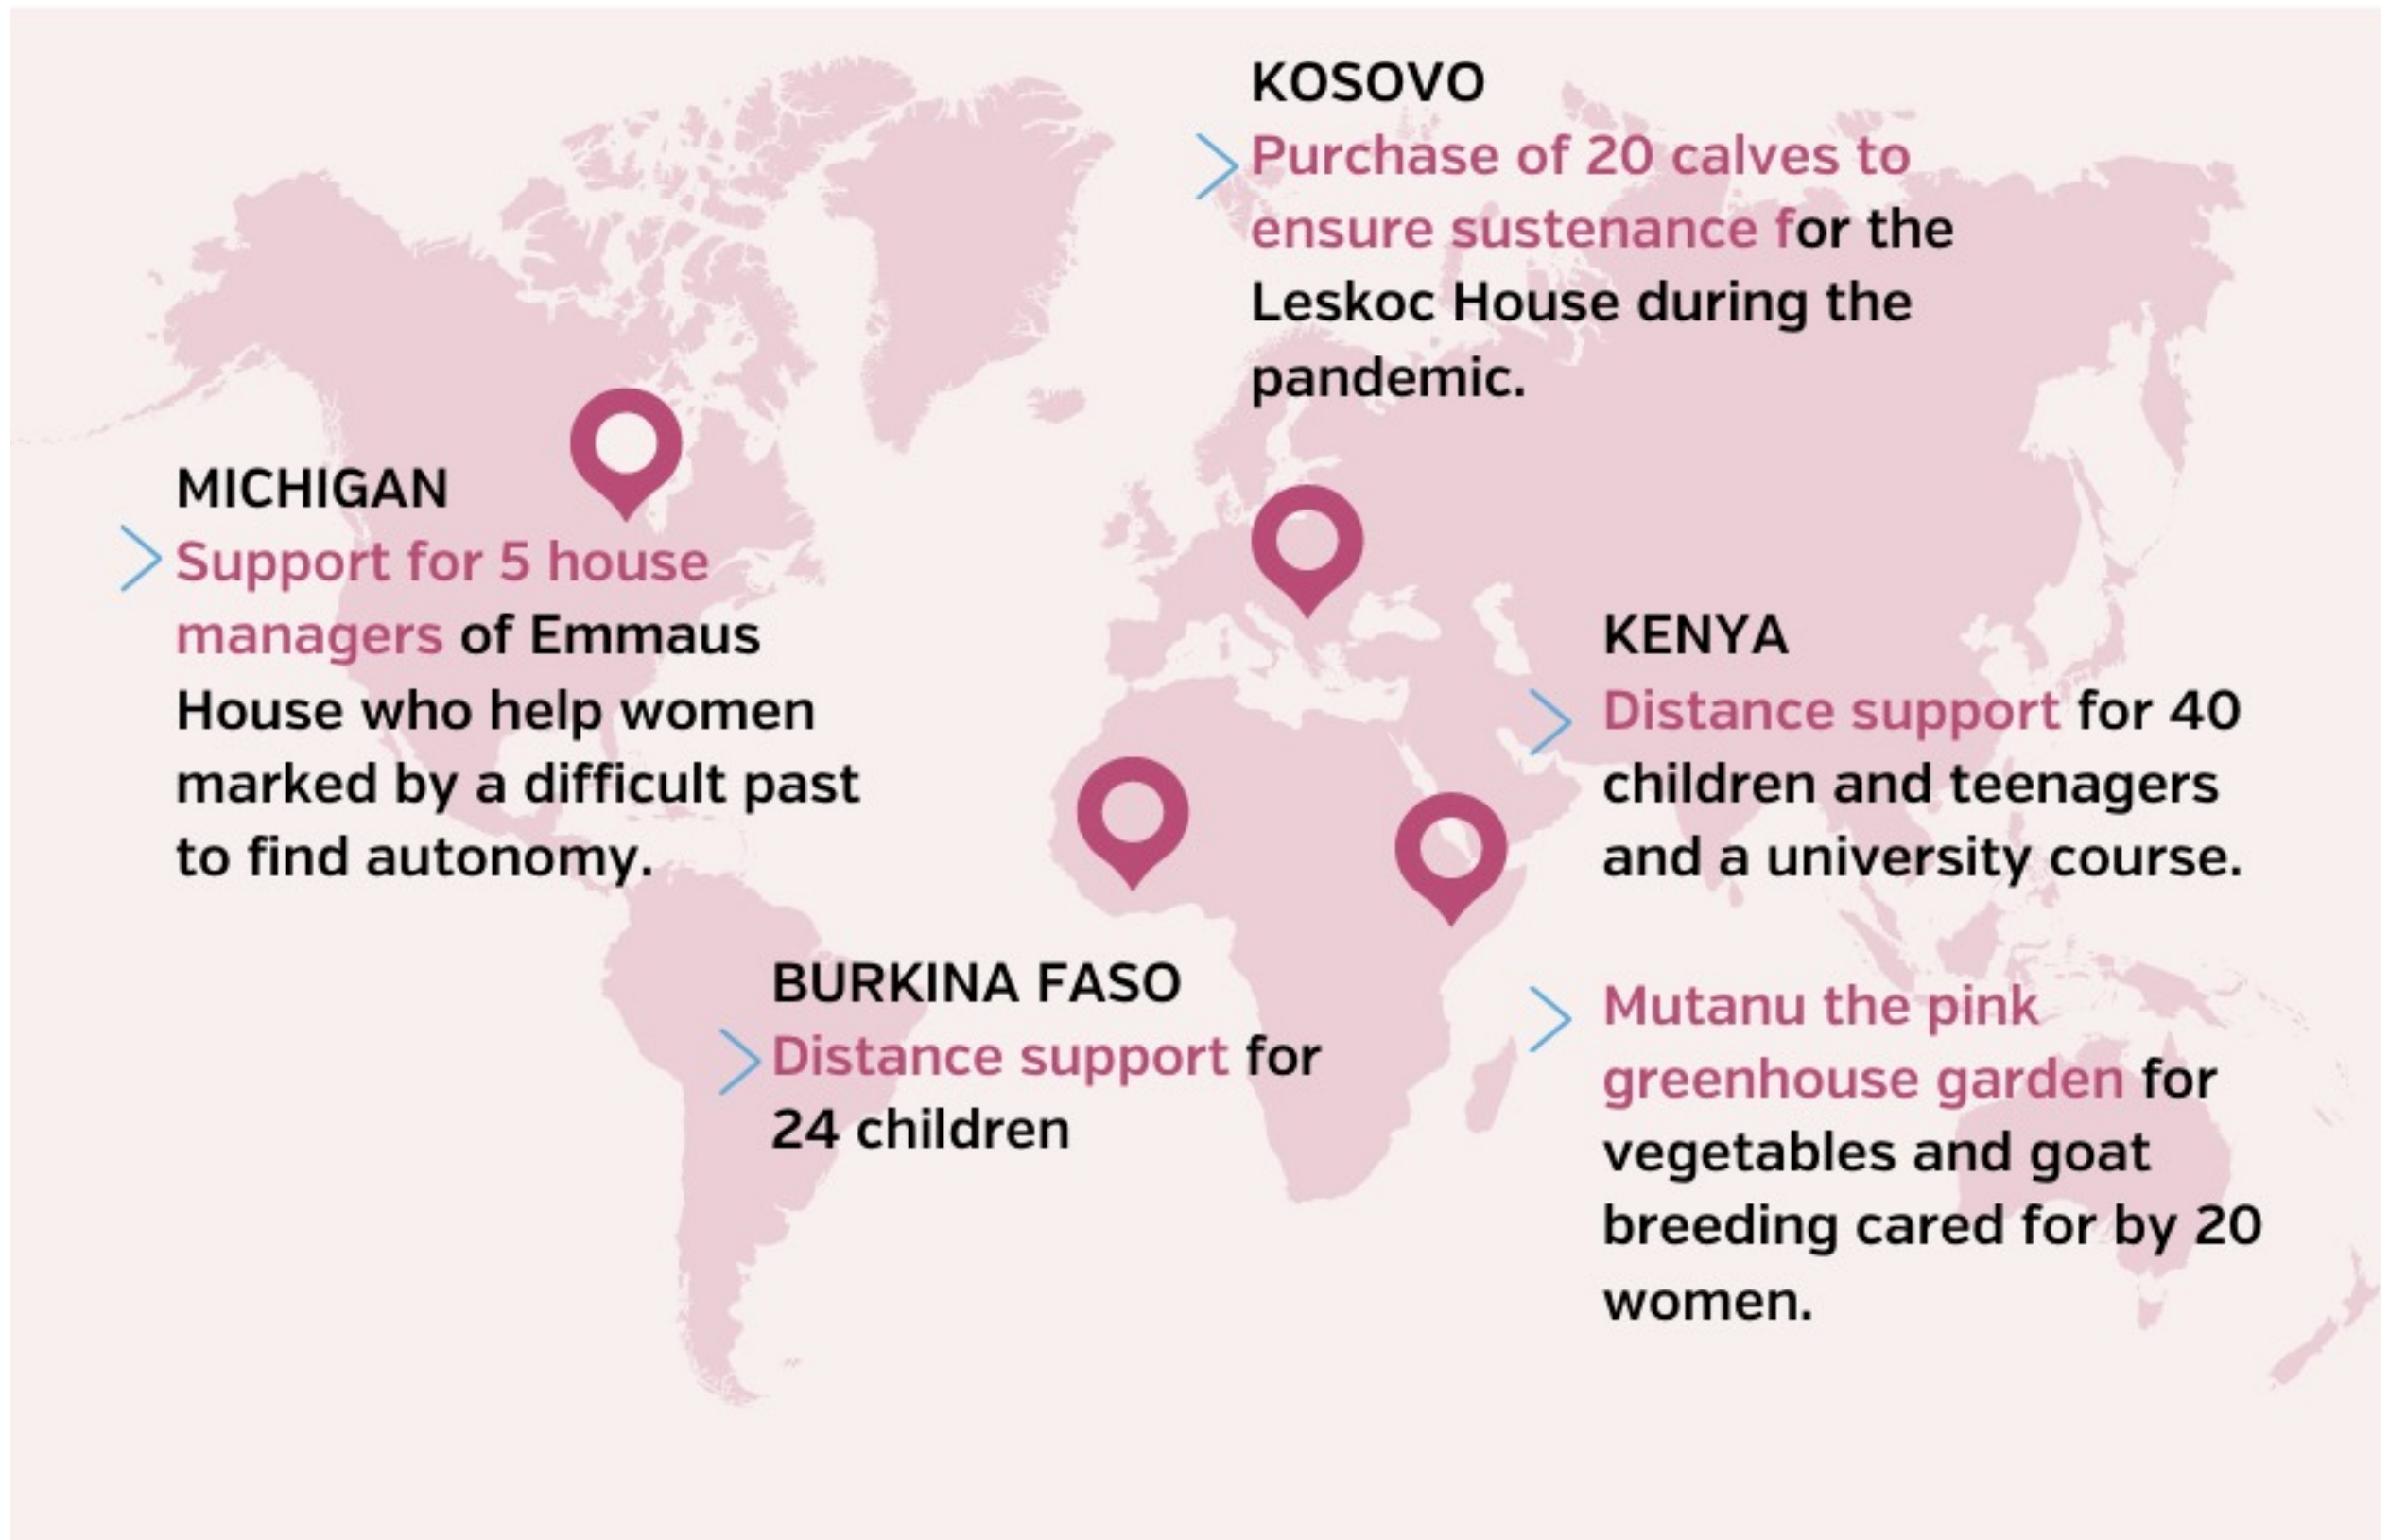 KOSOVO
Purchase of 20 calves to
ensure sustenance for the
Leskoc House during the
pandemic.
MICHIGAN
Support for 5 house
managers of Emmaus
House who help women
marked by a difficult past
to find autonomy.
KENYA
Distance support for 40
children and teenagers
and a university course.
Mutanu the pink
greenhouse garden for
vegetables and goat
breeding cared for by 20
women.
BURKINA FASO
Distance support for
24 children